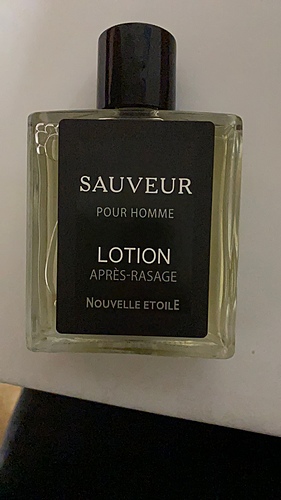 SAUVEUR
POUR HOMME
LOTION
APRÈS-RASAGE
NOUVELLE ETOILE